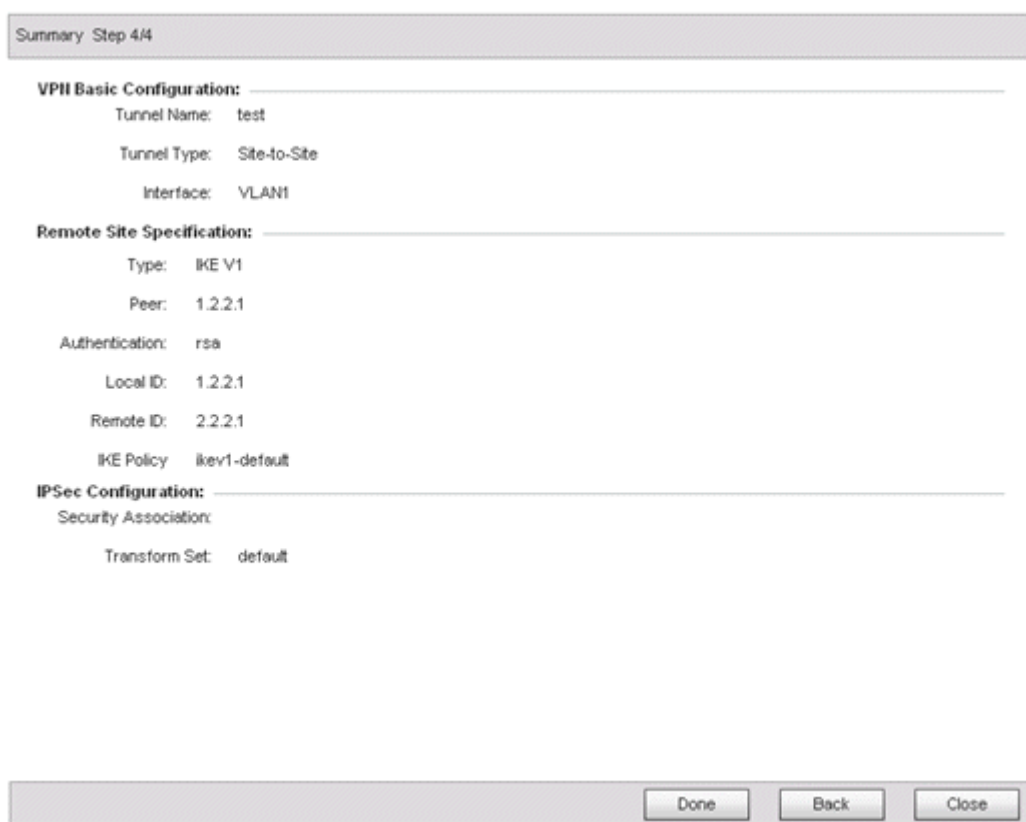 Summary Step 4/4
VPN Basic Configuration:
Tunnel Name: test
Tunnel Type: Site-to-Site
Interface: VLAN1
Remote Site Specification:
Type: IKE V1
Peer: 1.2.2.1
Authentication: rsa
Local ID: 1.2.2.1
Remote ID: 2.2.2.1
IKE Policy ikev1-default
IPSec Configuration:
Security Association:
Transform Set: default
Done Back Close